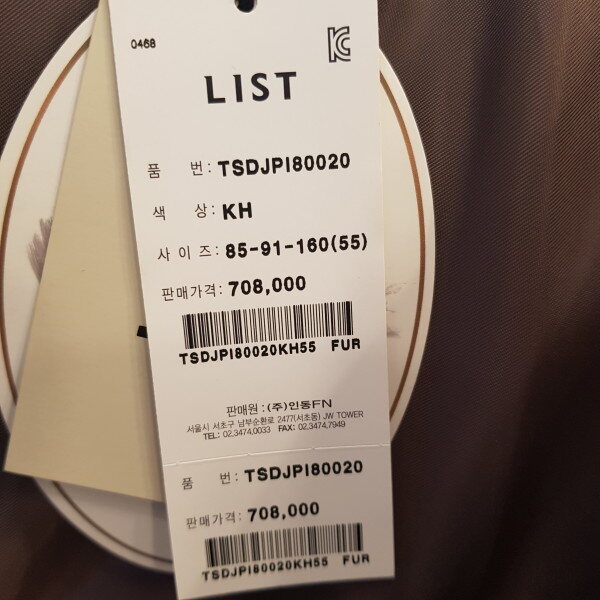 0468
LIST
품 번: TSDJPI80020
색 상: KH
사 이 즈: 85-91-160(55)
판매가격: 708,000
TSDJPI80020KH55 FUR
판매원 : (주)인동FN
서울시 서초구 남부순환로 2477(서초동) JW TOWER
TEL: 02.3474.0033 FAX: 02.3474.7949
품 번: TSDJPI80020
판매가격: 708,000
TSDJPI80020KH55 FUR